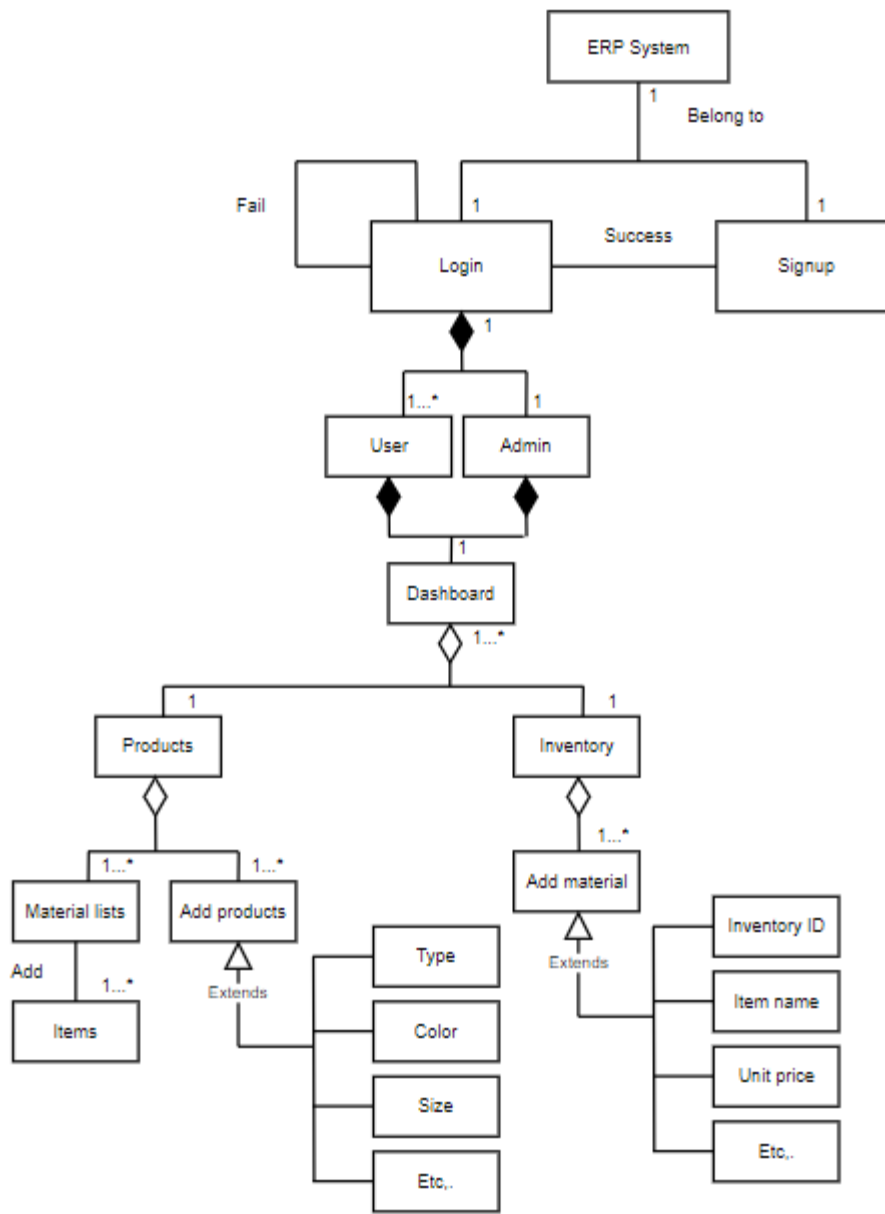 ERP System
1
Belong to
Fail
1
1
Success
Login
Signup
1
1...*
1
User
Admin
1
Dashboard
1...*
1
1
Products
Inventory
1...*
1...*
1...*
Material lists
Add products
Add material
Inventory ID
Type
Extends
Extends
Add
1...*
Item name
Items
Color
Unit price
Size
Etc,.
Etc,.